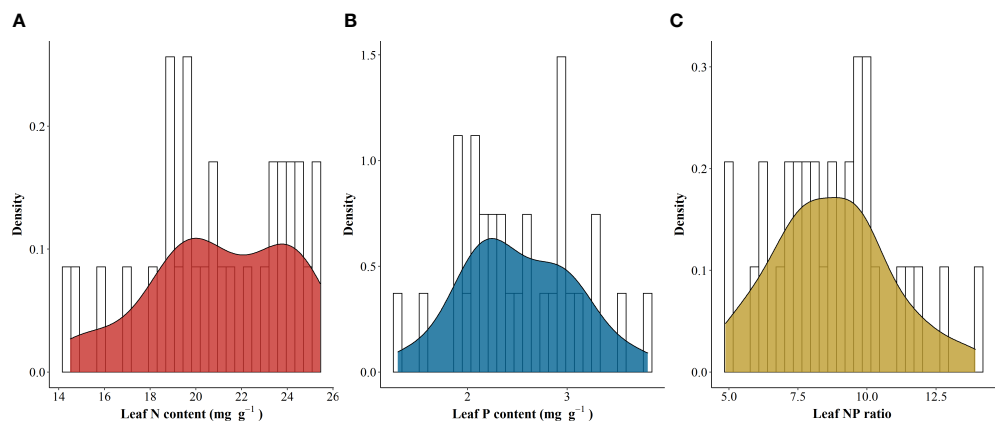 A
Density
0.2
0.1
0.0
14 16 18 20 22 24 26
Leaf N content (mg g⁻¹)
B
Density
1.5
1.0
0.5
0.0
2 3
Leaf P content (mg g⁻¹)
C
Density
0.3
0.2
0.1
0.0
5.0 7.5 10.0 12.5
Leaf NP ratio